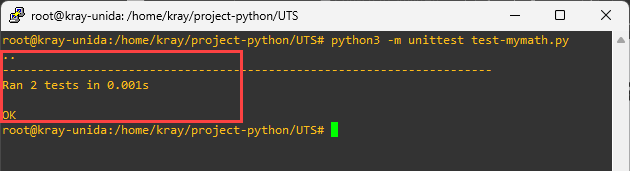 root@kray-unida: /home/kray/project-python/UTS
root@kray-unida:/home/kray/project-python/UTS# python3 -m unittest test-mymath.py
..
----------------------------------------------------------------------
Ran 2 tests in 0.001s
OK
root@kray-unida:/home/kray/project-python/UTS#